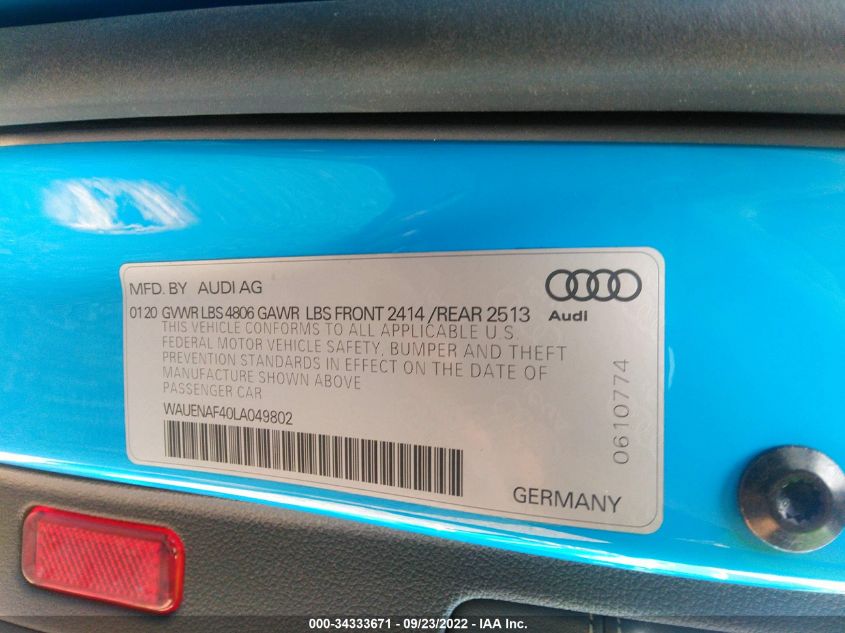 MFD. BY AUDI AG
Audi
0120 GVWR LBS 4806 GAWR LBS FRONT 2414 /REAR 2513
THIS VEHICLE CONFORMS TO ALL APPLICABLE U.S.
FEDERAL MOTOR VEHICLE SAFETY, BUMPER AND THEFT
PREVENTION STANDARDS IN EFFECT ON THE DATE OF
MANUFACTURE SHOWN ABOVE
PASSENGER CAR
WAUENAF40LA049802
0610774
GERMANY
000-34333671 - 09/23/2022 - IAA Inc.